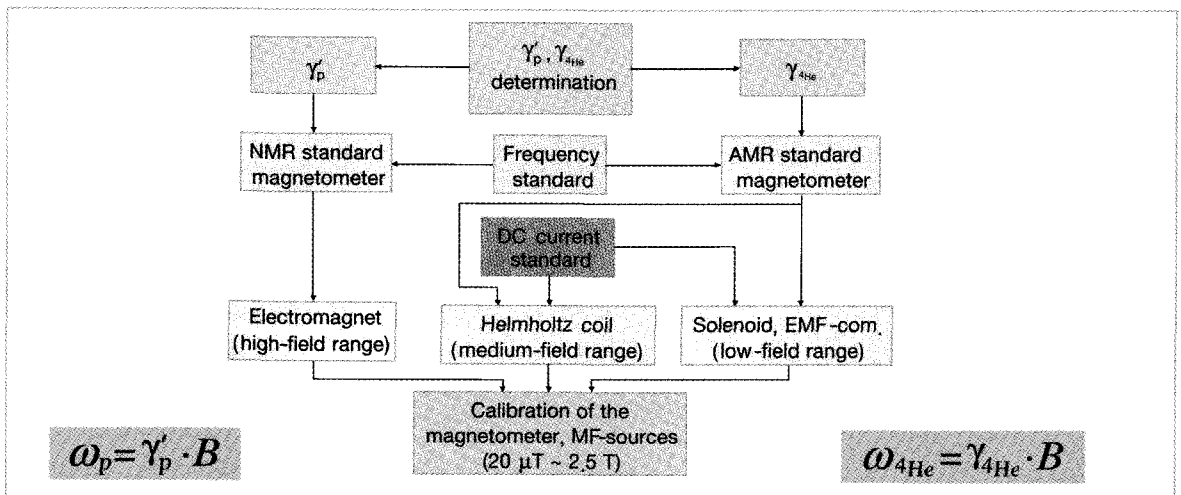 γ′p , γ4He
determination
γ′p
γ4He
NMR standard
magnetometer
Frequency
standard
AMR standard
magnetometer
DC current
standard
Electromagnet
(high-field range)
Helmholtz coil
(medium-field range)
Solenoid, EMF-com.
(low-field range)
Calibration of the
magnetometer, MF-sources
(20 μT ~ 2.5 T)
ωp=γ′p·B
ω4He=γ4He·B